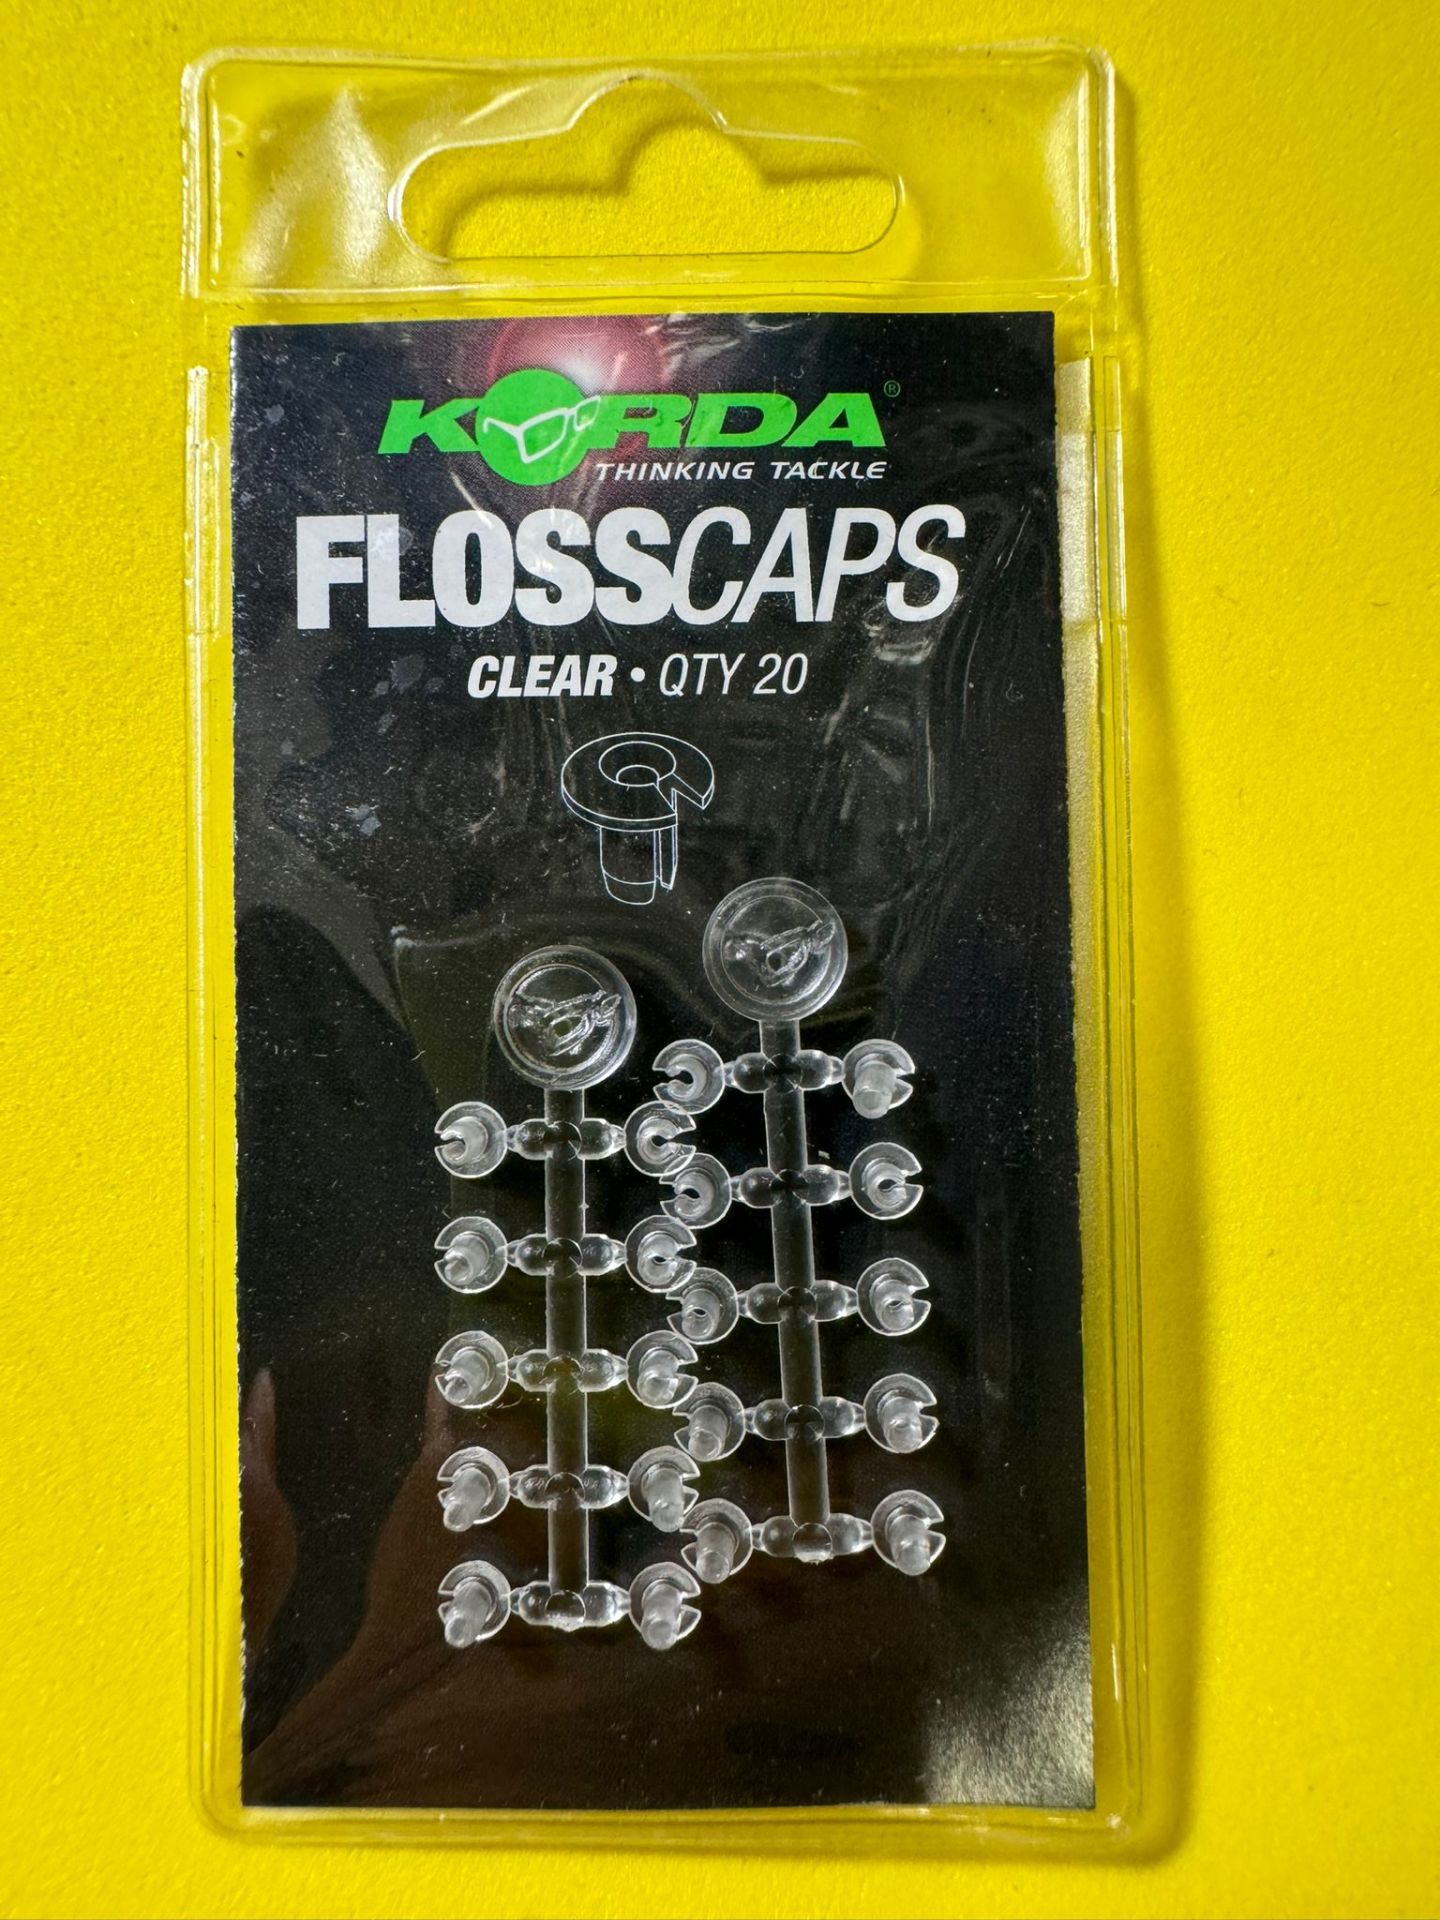 KORDA®
THINKING TACKLE
FLOSSCAPS
CLEAR • QTY 20